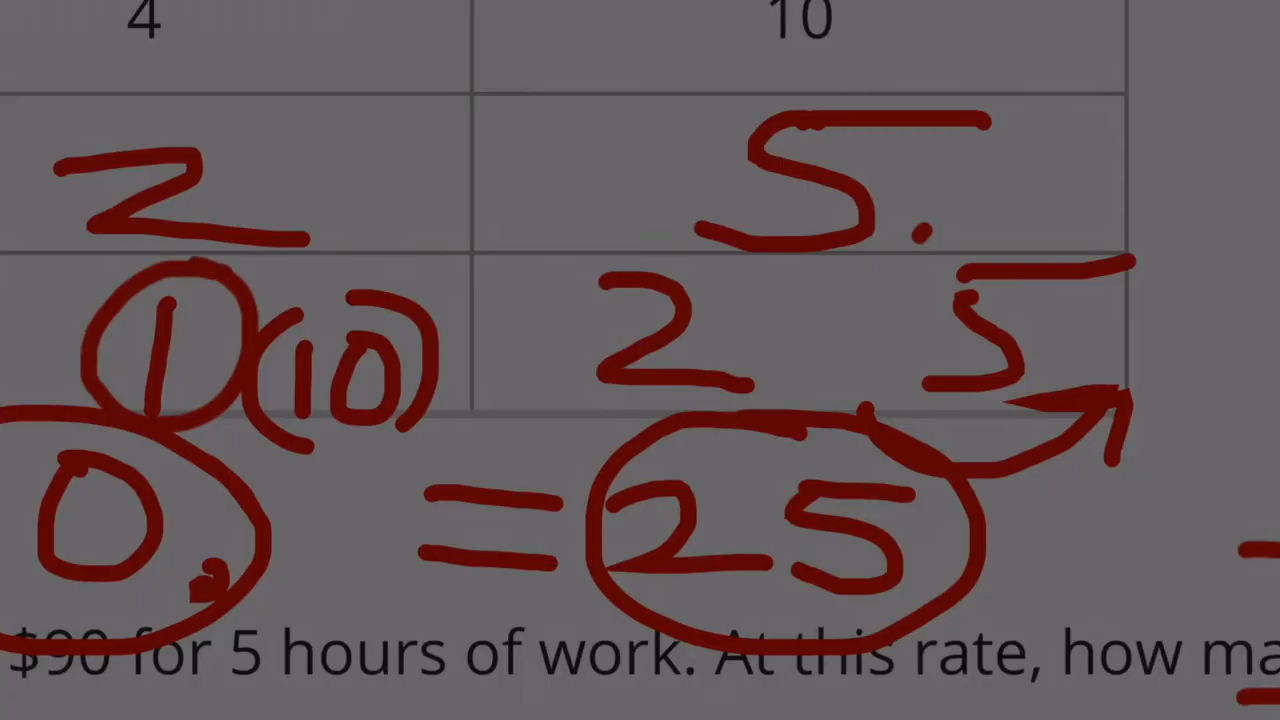 4 10
2 5.
1 (10) 2 5
0. = 25
$90 for 5 hours of work. At this rate, how ma